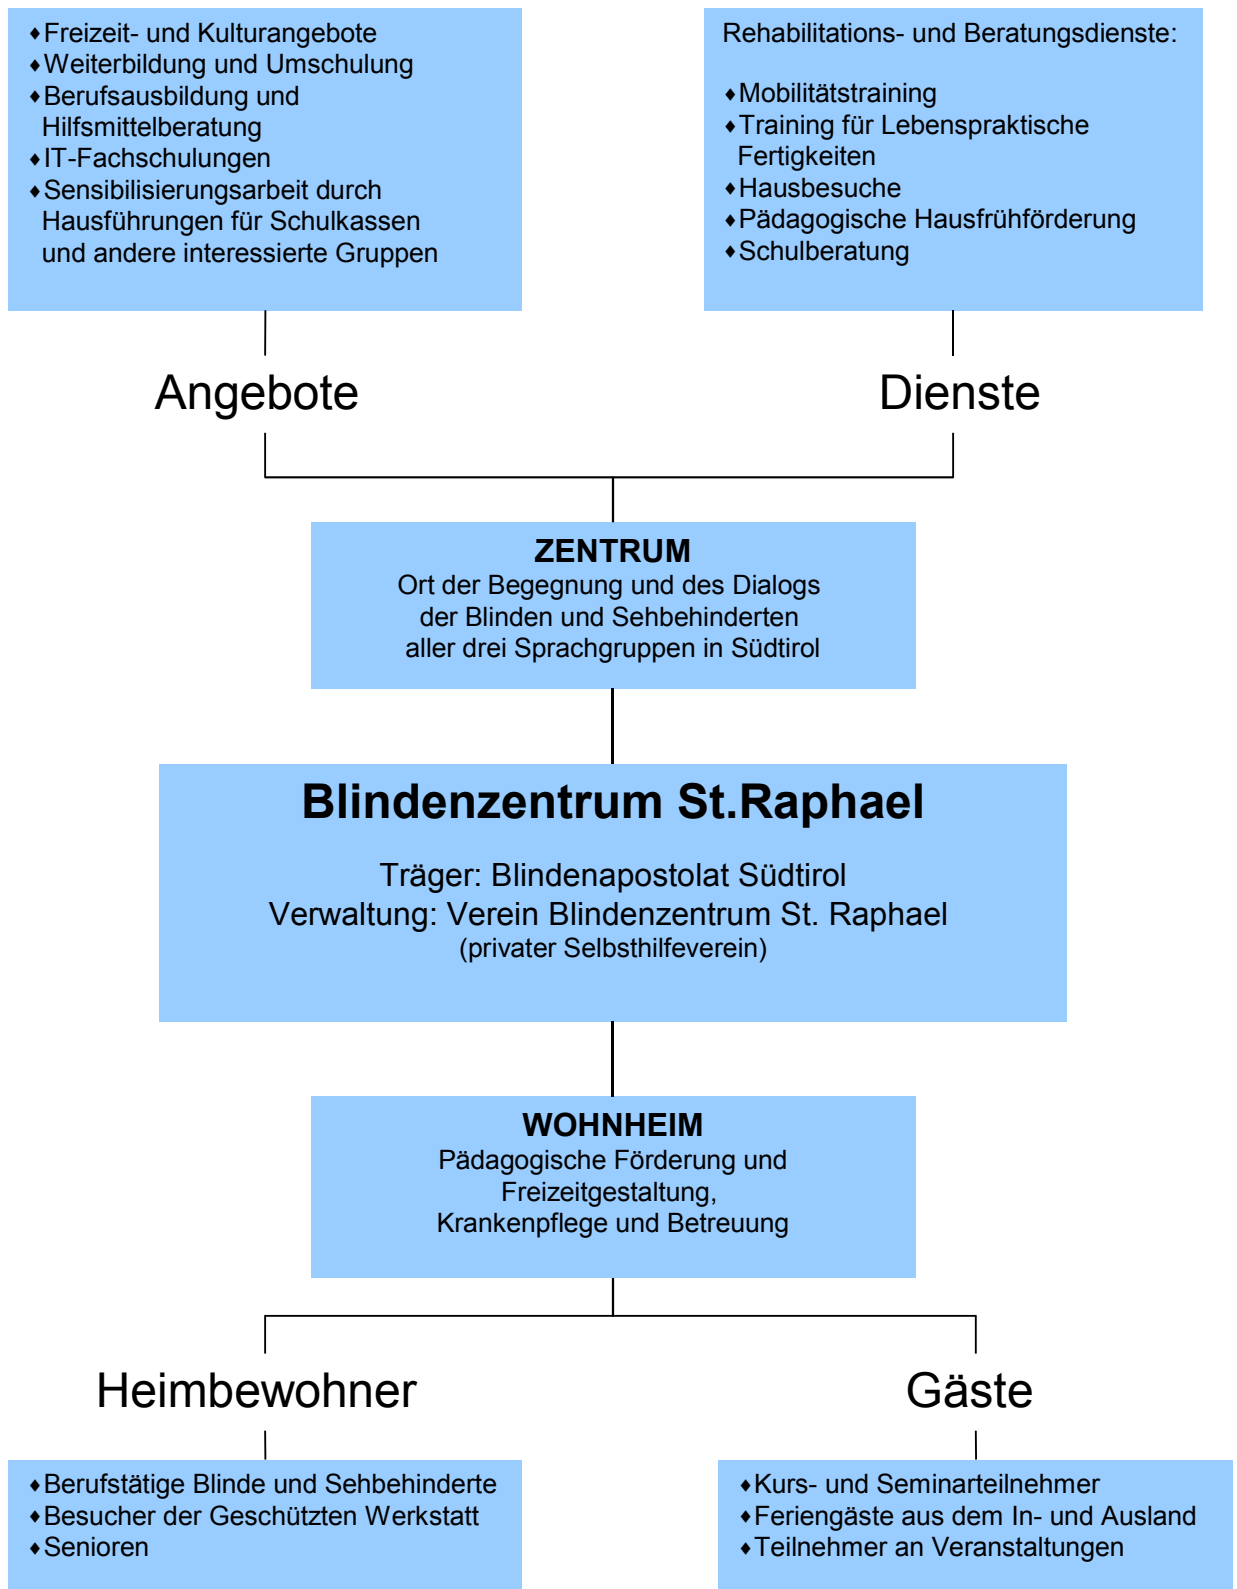 ♦Freizeit- und Kulturangebote
♦Weiterbildung und Umschulung
♦Berufsausbildung und
Hilfsmittelberatung
♦IT-Fachschulungen
♦Sensibilisierungsarbeit durch
Hausführungen für Schulkassen
und andere interessierte Gruppen
Rehabilitations- und Beratungsdienste:
♦Mobilitätstraining
♦Training für Lebenspraktische
Fertigkeiten
♦Hausbesuche
♦Pädagogische Hausfrühförderung
♦Schulberatung
Angebote
Dienste
ZENTRUM
Ort der Begegnung und des Dialogs
der Blinden und Sehbehinderten
aller drei Sprachgruppen in Südtirol
Blindenzentrum St.Raphael
Träger: Blindenapostolat Südtirol
Verwaltung: Verein Blindenzentrum St. Raphael
(privater Selbsthilfeverein)
WOHNHEIM
Pädagogische Förderung und
Freizeitgestaltung,
Krankenpflege und Betreuung
Heimbewohner
Gäste
♦Berufstätige Blinde und Sehbehinderte
♦Besucher der Geschützten Werkstatt
♦Senioren
♦Kurs- und Seminarteilnehmer
♦Feriengäste aus dem In- und Ausland
♦Teilnehmer an Veranstaltungen